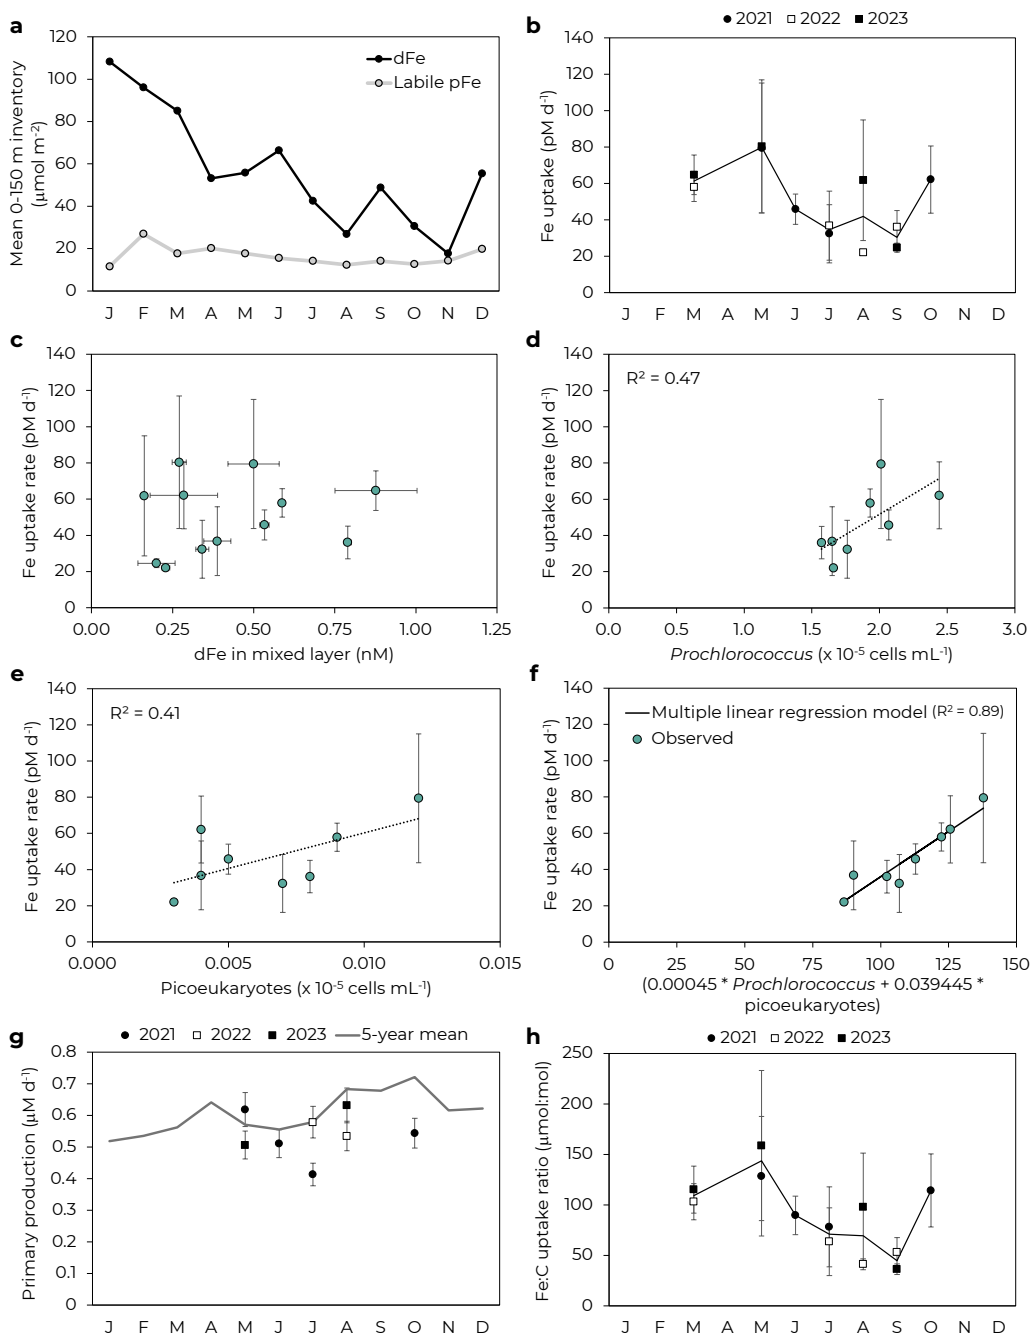 a
120
100
80
60
40
20
0
Mean 0-150 m inventory
(µmol m⁻²)
dFe
Labile pFe
J F M A M J J A S O N D
b
2021 2022 2023
140
120
100
80
60
40
20
0
Fe uptake (pM d⁻¹)
J F M A M J J A S O N D
c
140
120
100
80
60
40
20
0
Fe uptake rate (pM d⁻¹)
0.00 0.25 0.50 0.75 1.00 1.25
dFe in mixed layer (nM)
d
R² = 0.47
140
120
100
80
60
40
20
0
Fe uptake rate (pM d⁻¹)
0.0 0.5 1.0 1.5 2.0 2.5 3.0
Prochlorococcus (x 10⁻⁵ cells mL⁻¹)
e
R² = 0.41
140
120
100
80
60
40
20
0
Fe uptake rate (pM d⁻¹)
0.000 0.005 0.010 0.015
Picoeukaryotes (x 10⁻⁵ cells mL⁻¹)
f
Multiple linear regression model (R² = 0.89)
Observed
140
120
100
80
60
40
20
0
Fe uptake rate (pM d⁻¹)
0 25 50 75 100 125 150
(0.00045 * Prochlorococcus + 0.039445 *
picoeukaryotes)
g
2021 2022 2023 5-year mean
0.8
0.7
0.6
0.5
0.4
0.3
0.2
0.1
0
Primary production (µM d⁻¹)
J F M A M J J A S O N D
h
2021 2022 2023
250
200
150
100
50
0
Fe:C uptake ratio (µmol:mol)
J F M A M J J A S O N D